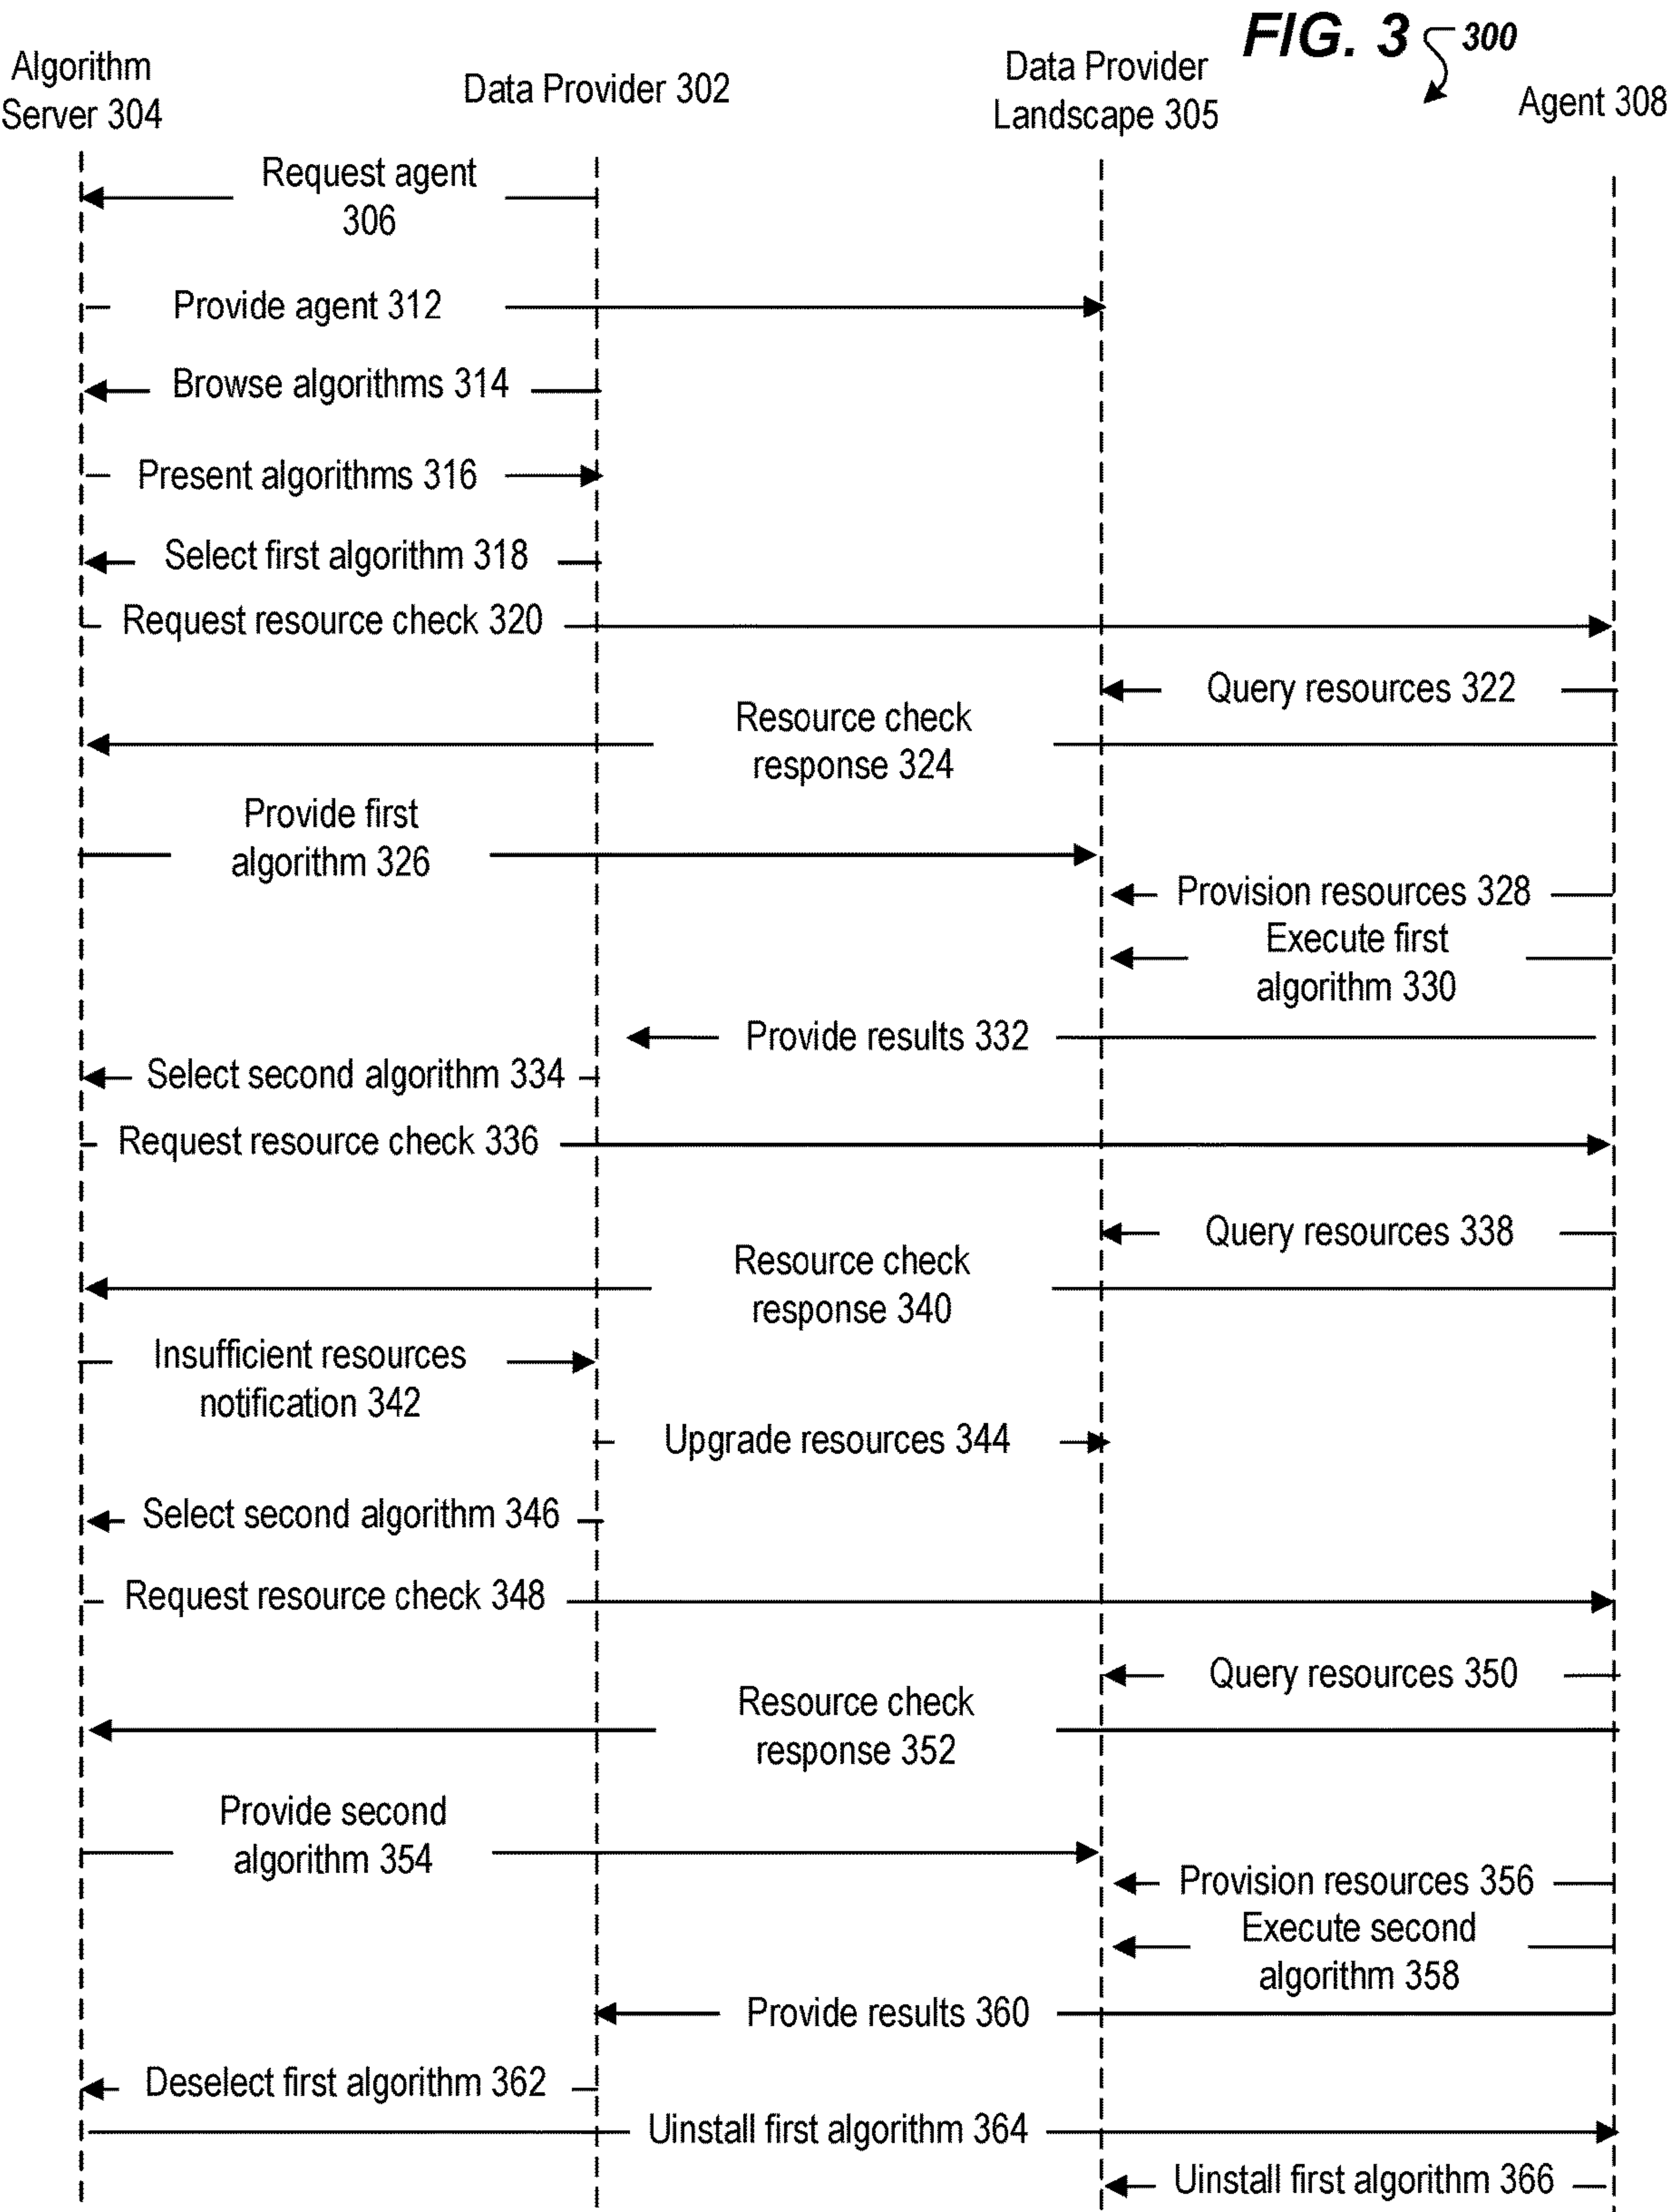 FIG. 3
300
Algorithm
Server 304
Data Provider 302
Data Provider
Landscape 305
Agent 308
Request agent
306
Provide agent 312
Browse algorithms 314
Present algorithms 316
Select first algorithm 318
Request resource check 320
Query resources 322
Resource check
response 324
Provide first
algorithm 326
Provision resources 328
Execute first
algorithm 330
Provide results 332
Select second algorithm 334
Request resource check 336
Query resources 338
Resource check
response 340
Insufficient resources
notification 342
Upgrade resources 344
Select second algorithm 346
Request resource check 348
Query resources 350
Resource check
response 352
Provide second
algorithm 354
Provision resources 356
Execute second
algorithm 358
Provide results 360
Deselect first algorithm 362
Uinstall first algorithm 364
Uinstall first algorithm 366